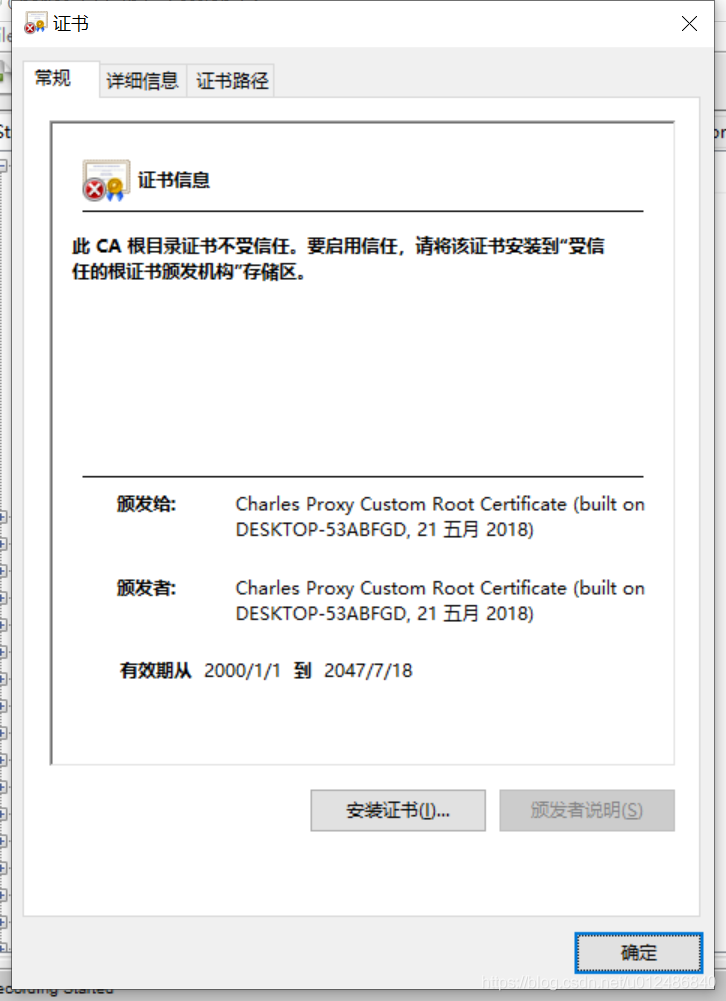 证书
常规
详细信息
证书路径
证书信息
此 CA 根目录证书不受信任。要启用信任，请将该证书安装到“受信
任的根证书颁发机构”存储区。
颁发给:
Charles Proxy Custom Root Certificate (built on
DESKTOP-53ABFGD, 21 五月 2018)
颁发者:
Charles Proxy Custom Root Certificate (built on
DESKTOP-53ABFGD, 21 五月 2018)
有效期从 2000/1/1 到 2047/7/18
安装证书(I)...
颁发者说明(S)
确定
https://blog.csdn.net/u012486840